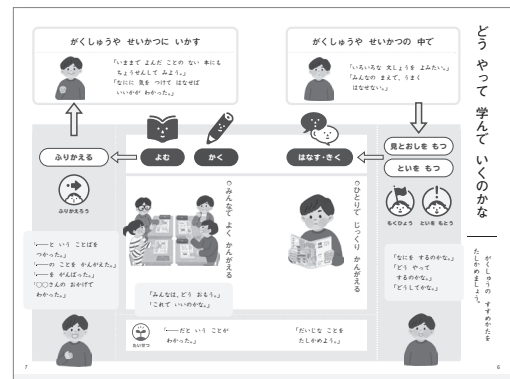 どう やって 学んで いくのかな
がくしゅうの すすめかたを
たしかめましょう。
がくしゅうや せいかつの 中で
「いろいろな 文しょうを よみたい。」
「みんなの まえで、うまく
はなせない。」
見とおしを もつ
といを もつ
もくひょう
といを もとう
「なにを するのかな。」
「どう やって
するのかな。」
「どうしてかな。」
はなす・きく
かく
よむ
ひとりで じっくり かんがえる
みんなで よく かんがえる
「みんなは、どう おもう。」
「これで いいのかな。」
「だいじな ことを
たしかめよう。」
たいせつ
「――だと いう ことが
わかった。」
ふりかえる
ふりかえろう
「――と いう ことばを
つかった。」
「――の ことを かんがえた。」
「――を がんばった。」
「〇〇さんの おかげで
わかった。」
がくしゅうや せいかつに いかす
「いままで よんだ ことの ない 本にも
ちょうせんして みよう。」
「なにに 気を つけて はなせば
いいかが わかった。」
7
6